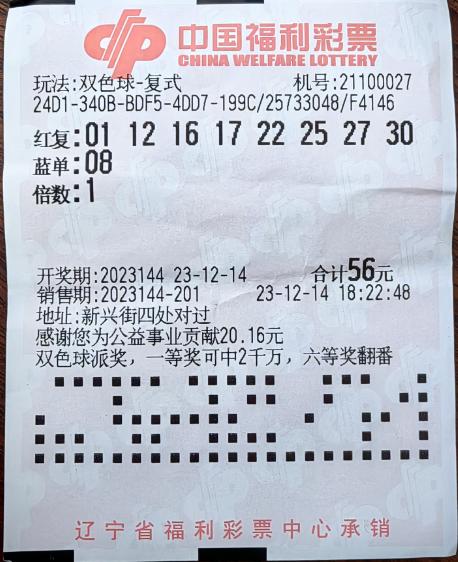 中国福利彩票
CHINA WELFARE LOTTERY
玩法:双色球-复式 机号:21100027
24D1-340B-BDF5-4DD7-199C/25733048/F4146
红复:01 12 16 17 22 25 27 30
蓝单:08
倍数:1
开奖期:2023144 23-12-14 合计56元
销售期:2023144-201 23-12-14 18:22:48
地址:新兴街四处对过
感谢您为公益事业贡献20.16元
双色球派奖，一等奖可中2千万，六等奖翻番
辽宁省福利彩票中心承销